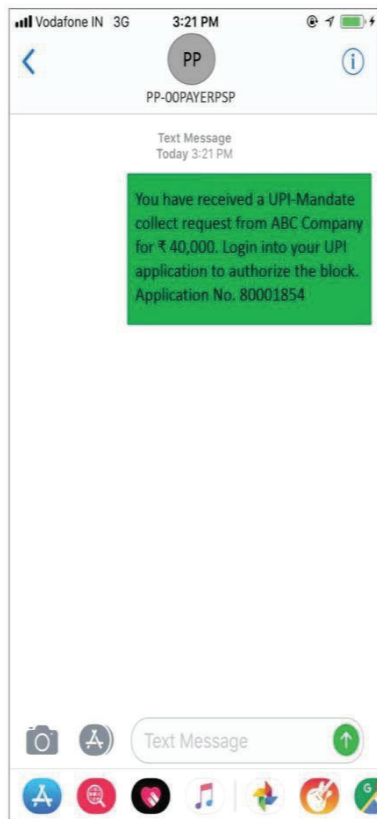 Vodafone IN 3G 3:21 PM
PP
PP-00PAYERPSP
Text Message
Today 3:21 PM
You have received a UPI-Mandate
collect request from ABC Company
for ₹ 40,000. Login into your UPI
application to authorize the block.
Application No. 80001854
Text Message
G